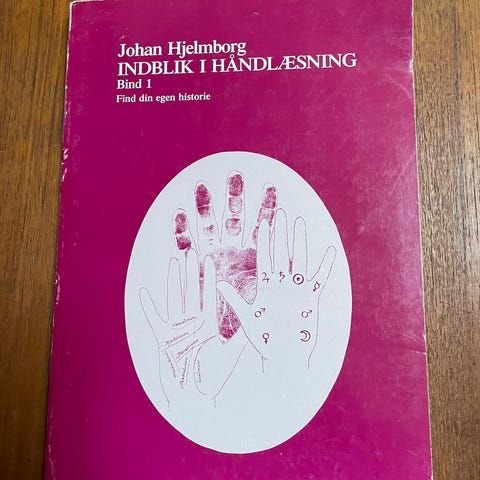 Johan Hjelmborg
INDBLIK I HÅNDLÆSNING
Bind 1
Find din egen historie